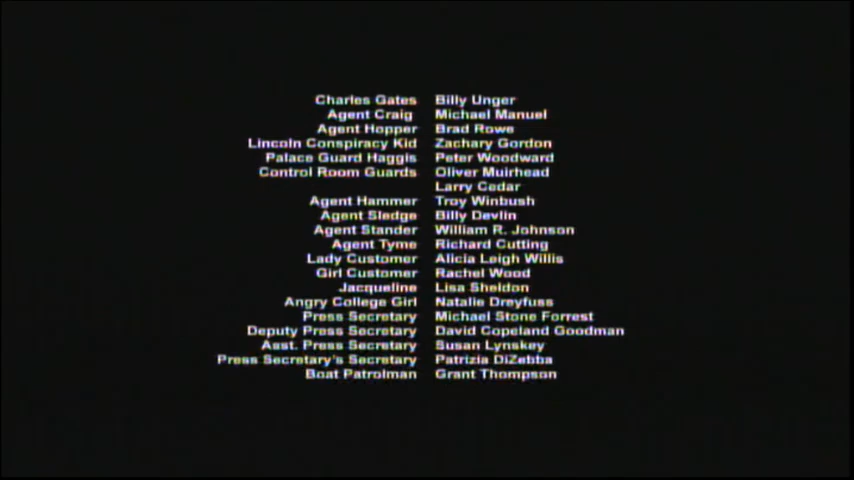 Charles Gates Billy Unger
Agent Craig Michael Manuel
Agent Hopper Brad Rowe
Lincoln Conspiracy Kid Zachary Gordon
Palace Guard Haggis Peter Woodward
Control Room Guards Oliver Muirhead
Larry Cedar
Agent Hammer Troy Winbush
Agent Sledge Billy Devlin
Agent Stander William R. Johnson
Agent Tyme Richard Cutting
Lady Customer Alicia Leigh Willis
Girl Customer Rachel Wood
Jacqueline Lisa Sheldon
Angry College Girl Natalie Dreyfuss
Press Secretary Michael Stone Forrest
Deputy Press Secretary David Copeland Goodman
Asst. Press Secretary Susan Lynskey
Press Secretary's Secretary Patrizia DiZebba
Boat Patrolman Grant Thompson